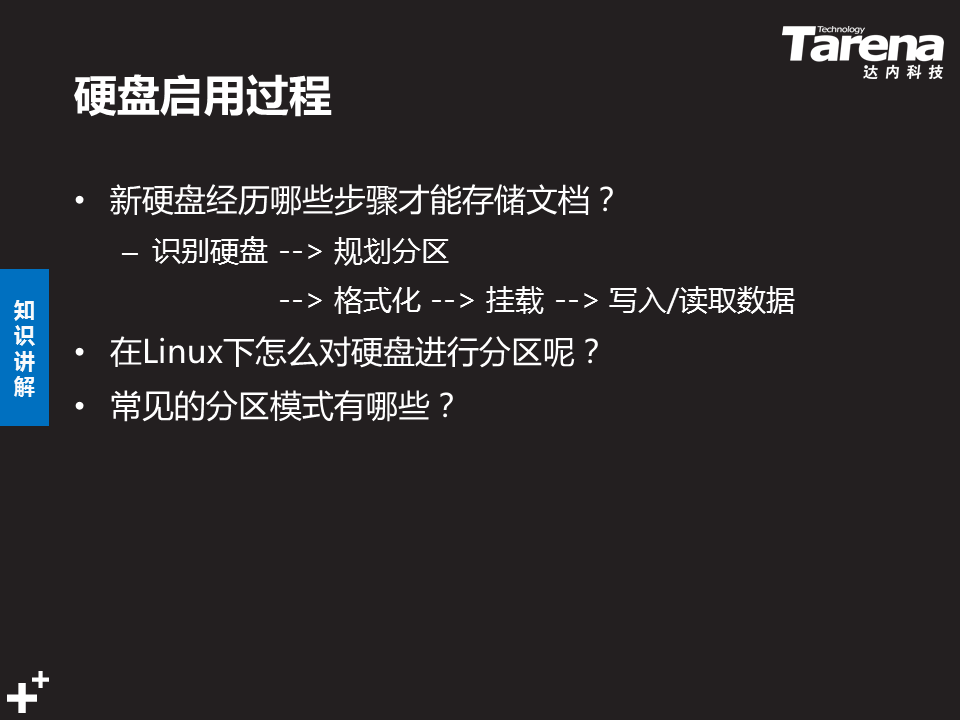 Technology
Tarena
达内科技
硬盘启用过程
• 新硬盘经历哪些步骤才能存储文档？
– 识别硬盘 --> 规划分区
--> 格式化 --> 挂载 --> 写入/读取数据
• 在Linux下怎么对硬盘进行分区呢？
• 常见的分区模式有哪些？
知识讲解